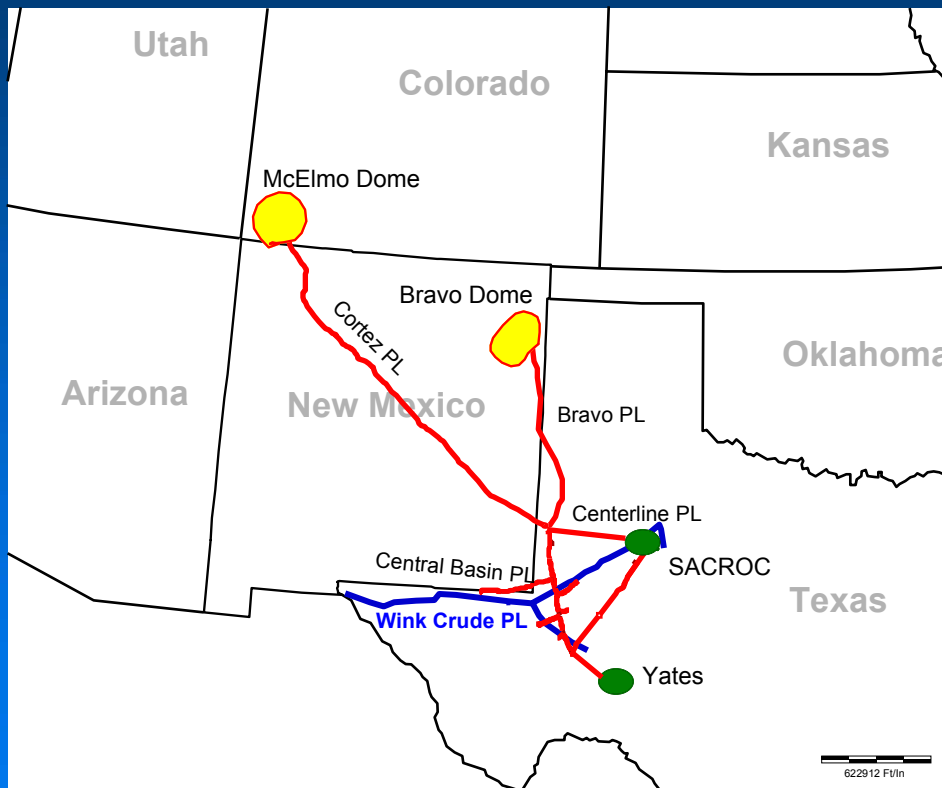 Utah
Colorado
Kansas
McElmo Dome
Bravo Dome
Cortez PL
Oklahoma
Arizona
New Mexico
Bravo PL
Centerline PL
Central Basin PL
SACROC
Texas
Wink Crude PL
Yates
622912 Ft/In